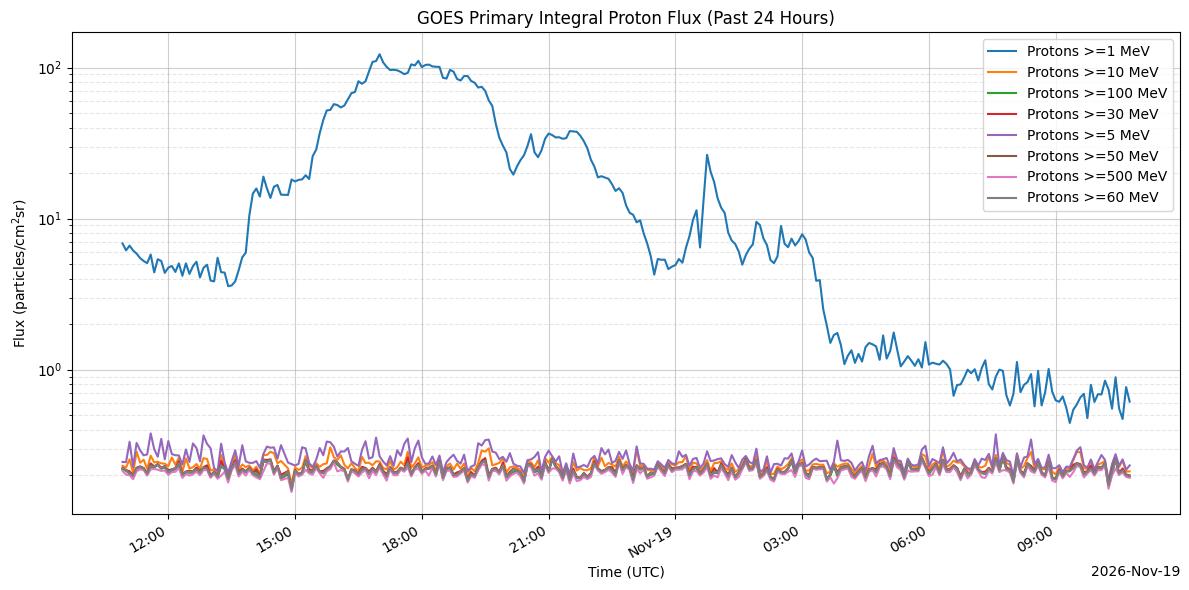 GOES Primary Integral Proton Flux (Past 24 Hours)
Protons >=1 MeV
Protons >=10 MeV
Protons >=100 MeV
Protons >=30 MeV
Protons >=5 MeV
Protons >=50 MeV
Protons >=500 MeV
Protons >=60 MeV
Flux (particles/cm²sr)
10²
10¹
10⁰
12:00
15:00
18:00
21:00
Nov-19
03:00
06:00
09:00
Time (UTC)
2026-Nov-19